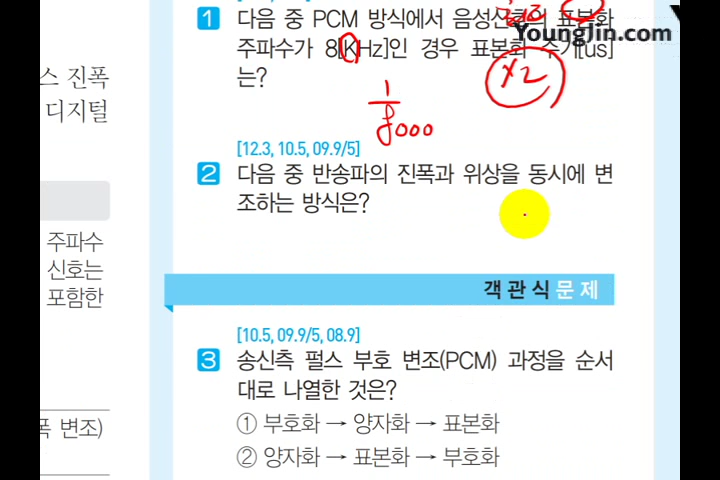 1 다음 중 PCM 방식에서 음성신호의 표본화
YoungJin.com
주파수가 8[KHz]인 경우 표본화 주기[us]
는?
×2
1
8000
스 진폭
디지털
[12.3, 10.5, 09.9/5]
2 다음 중 반송파의 진폭과 위상을 동시에 변
조하는 방식은?
주파수
신호는
포함한
객관식 문제
[10.5, 09.9/5, 08.9]
3 송신측 펄스 부호 변조(PCM) 과정을 순서
대로 나열한 것은?
① 부호화 → 양자화 → 표본화
② 양자화 → 표본화 → 부호화
폭 변조)